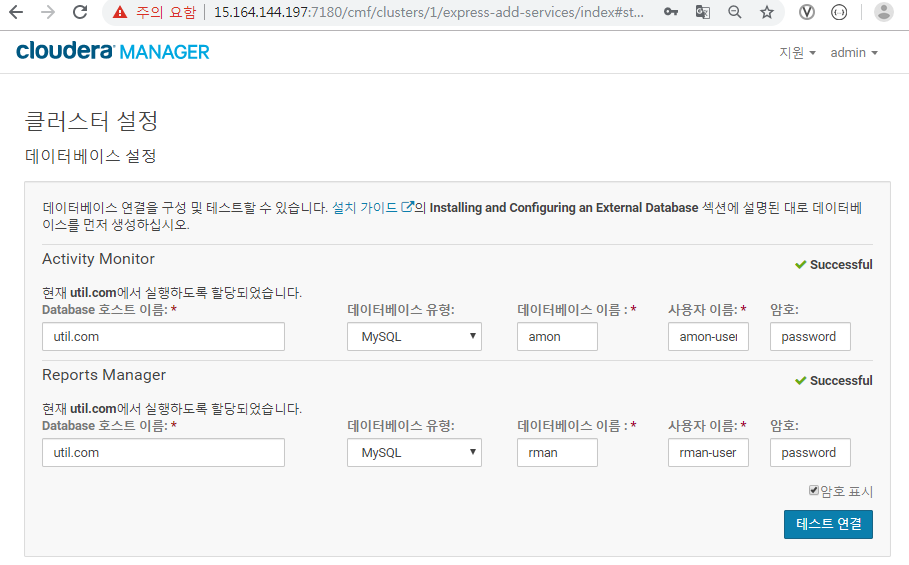 주의 요함 | 15.164.144.197:7180/cmf/clusters/1/express-add-services/index#st...
cloudera MANAGER 지원 admin
클러스터 설정
데이터베이스 설정
데이터베이스 연결을 구성 및 테스트할 수 있습니다. 설치 가이드의 Installing and Configuring an External Database 섹션에 설명된 대로 데이터베
이스를 먼저 생성하십시오.
Activity Monitor Successful
현재 util.com에서 실행하도록 할당되었습니다.
Database 호스트 이름: * 데이터베이스 유형: 데이터베이스 이름 : * 사용자 이름: * 암호:
util.com MySQL amon amon-user password
Reports Manager Successful
현재 util.com에서 실행하도록 할당되었습니다.
Database 호스트 이름: * 데이터베이스 유형: 데이터베이스 이름 : * 사용자 이름: * 암호:
util.com MySQL rman rman-user password
암호 표시
테스트 연결